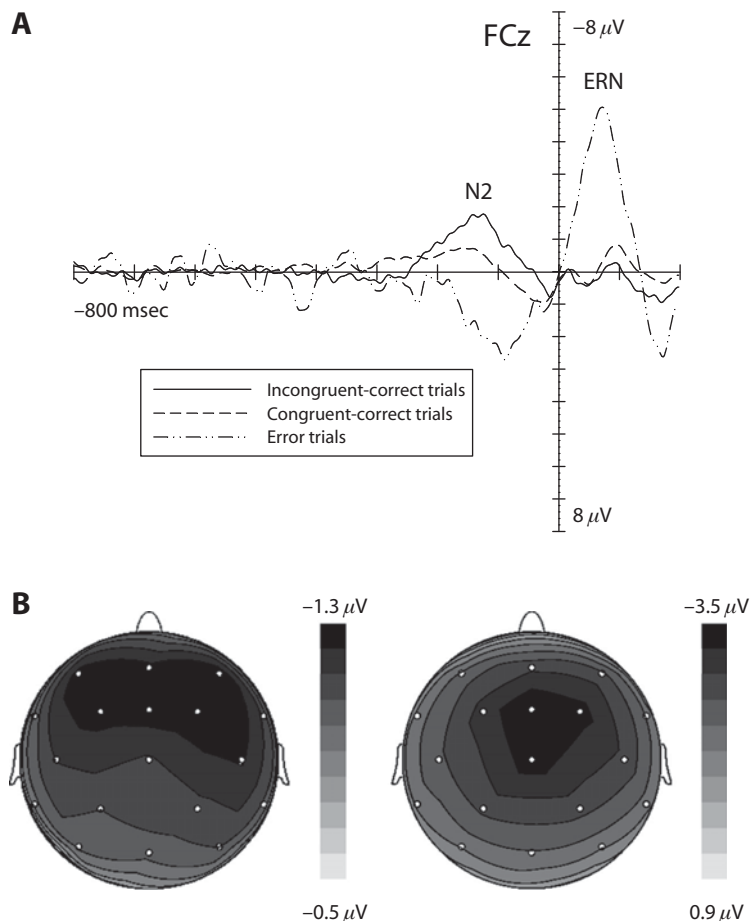 A
FCz
–8 μV
ERN
N2
–800 msec
Incongruent-correct trials
Congruent-correct trials
Error trials
8 μV
B
–1.3 μV
–3.5 μV
–0.5 μV
0.9 μV